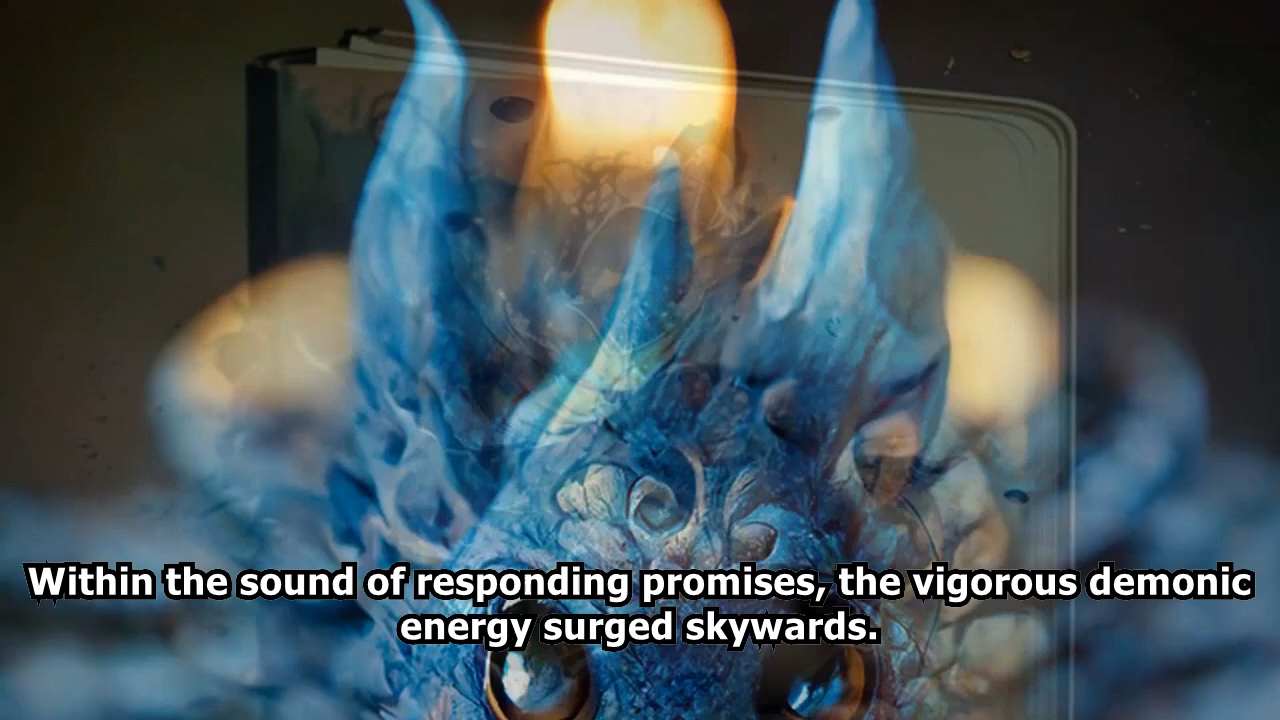 Within the sound of responding promises, the vigorous demonic
energy surged skywards.